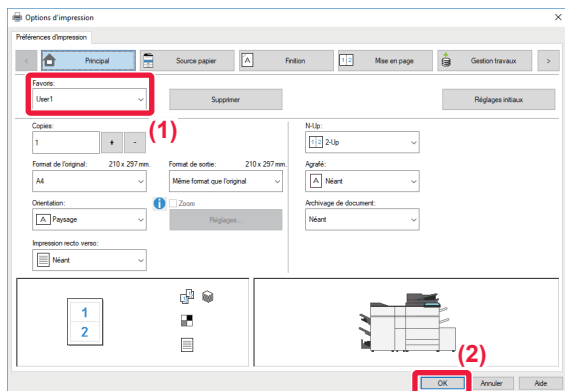 Options d'impression
Préférences d'impression
Principal
Source papier
Finition
Mise en page
Gestion travaux
Favoris:
User1
Supprimer
Réglages initiaux
(1)
Copies:
1
+
-
N-Up:
2-Up
Format de l'original: 210 x 297 mm.
A4
Format de sortie: 210 x 297 mm.
Même format que l'original
Agrafé:
Néant
Orientation:
Paysage
Zoom
Réglages...
Archivage de document:
Néant
Impression recto verso:
Néant
1
2
(2)
OK
Annuler
Aide